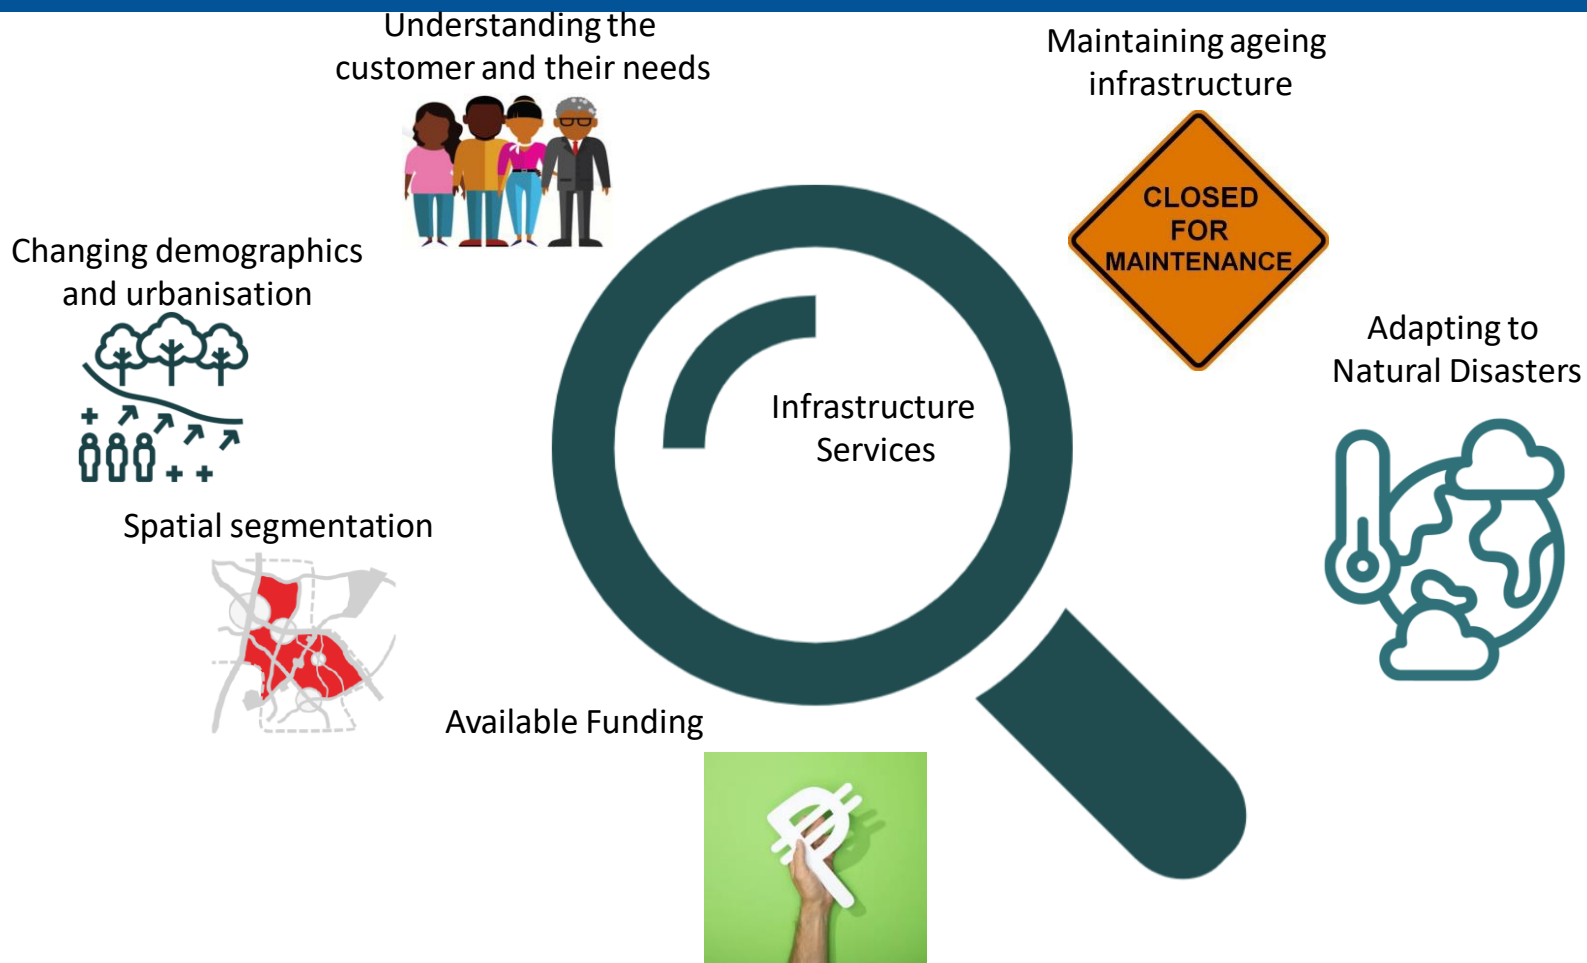 Understanding the
customer and their needs
Maintaining ageing
infrastructure
CLOSED
FOR
MAINTENANCE
Changing demographics
and urbanisation
Adapting to
Natural Disasters
Infrastructure
Services
Spatial segmentation
Available Funding